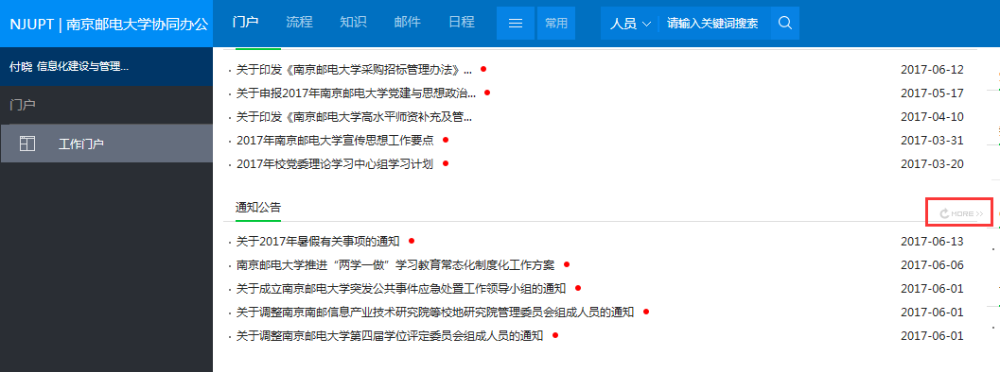 NJUPT | 南京邮电大学协同办公
门户 流程 知识 邮件 日程 常用 人员 请输入关键词搜索
付晓 信息化建设与管理...
门户
工作门户
关于印发《南京邮电大学采购招标管理办法》... 2017-06-12
关于申报2017年南京邮电大学党建与思想政治... 2017-05-17
关于印发《南京邮电大学高水平师资补充及管... 2017-04-10
2017年南京邮电大学宣传思想工作要点 2017-03-31
2017年校党委理论学习中心组学习计划 2017-03-20
通知公告 MORE
关于2017年暑假有关事项的通知 2017-06-13
南京邮电大学推进“两学一做”学习教育常态化制度化工作方案 2017-06-06
关于成立南京邮电大学突发公共事件应急处置工作领导小组的通知 2017-06-01
关于调整南京南邮信息产业技术研究院等校地研究院管理委员会组成人员的通知 2017-06-01
关于调整南京邮电大学第四届学位评定委员会组成人员的通知 2017-06-01